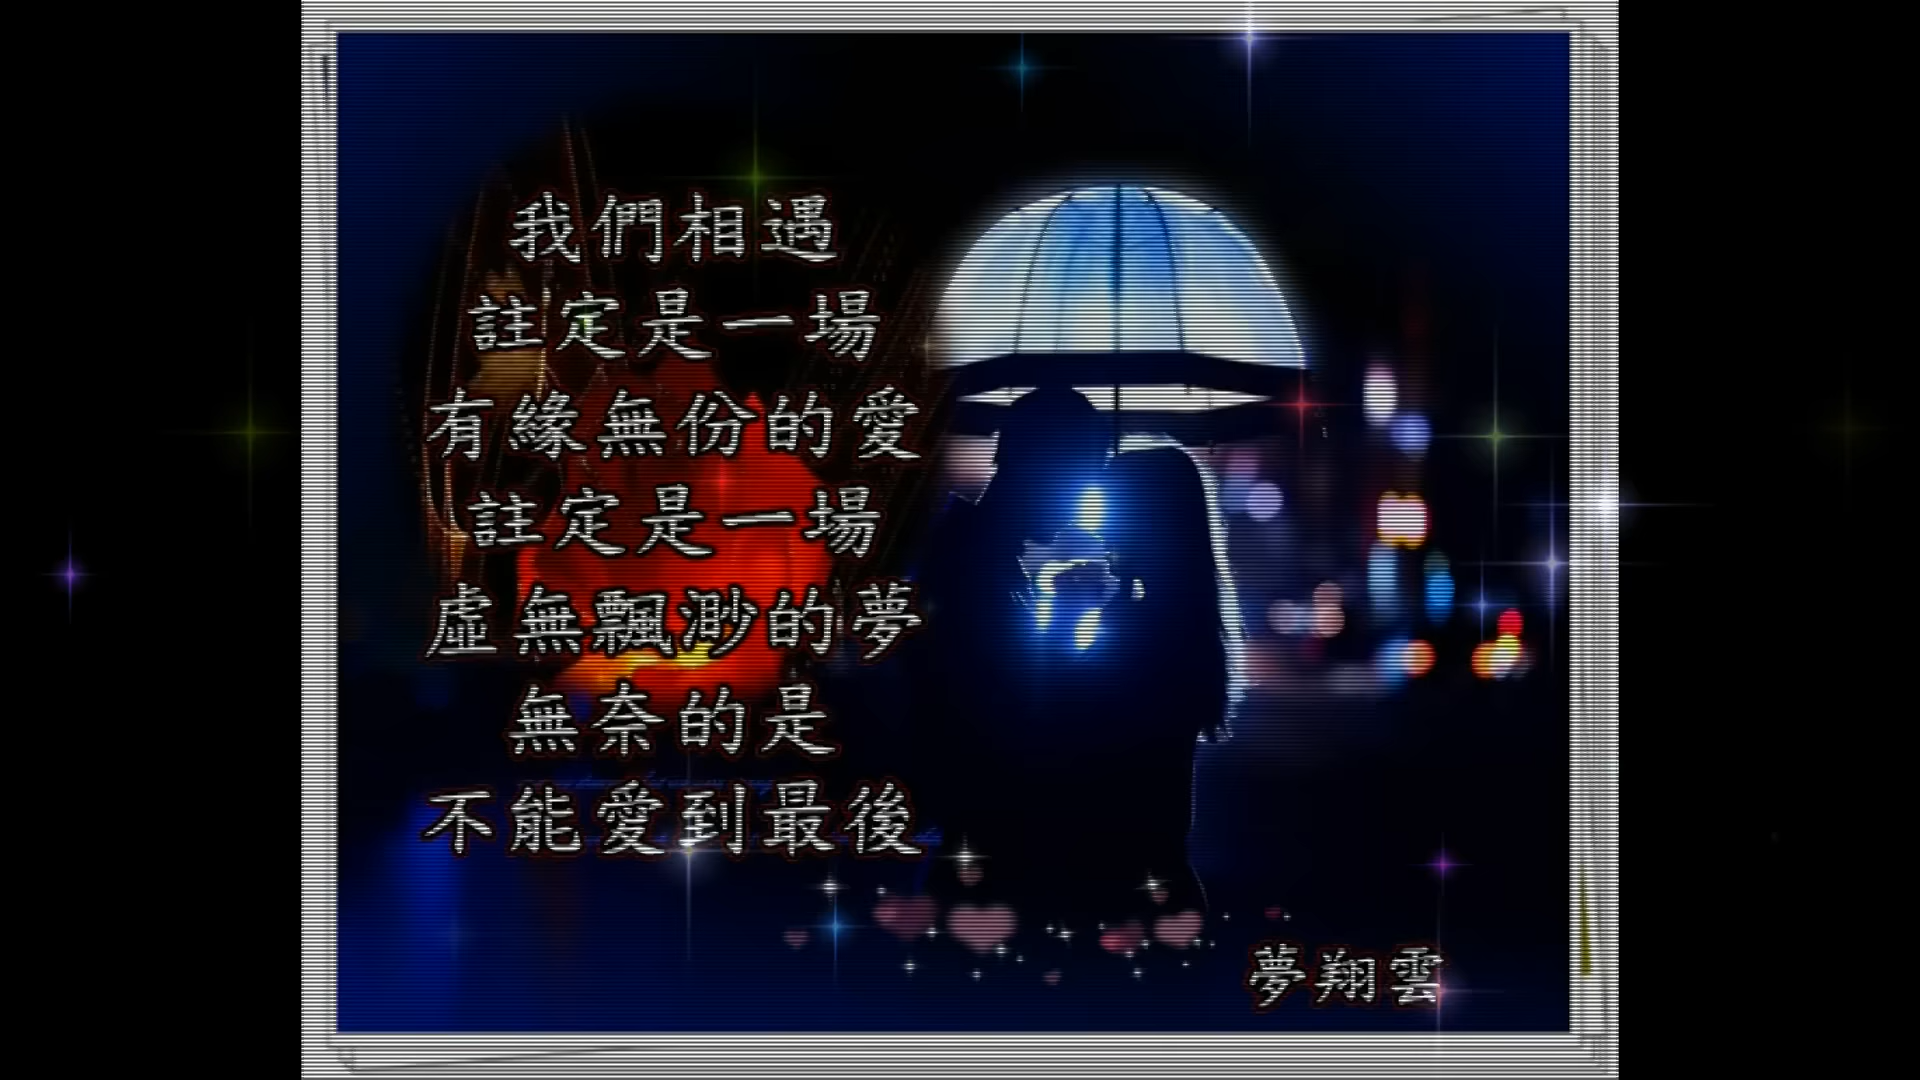 我們相遇
註定是一場
有緣無份的愛
註定是一場
虛無飄渺的夢
無奈的是
不能愛到最後
夢翔雲